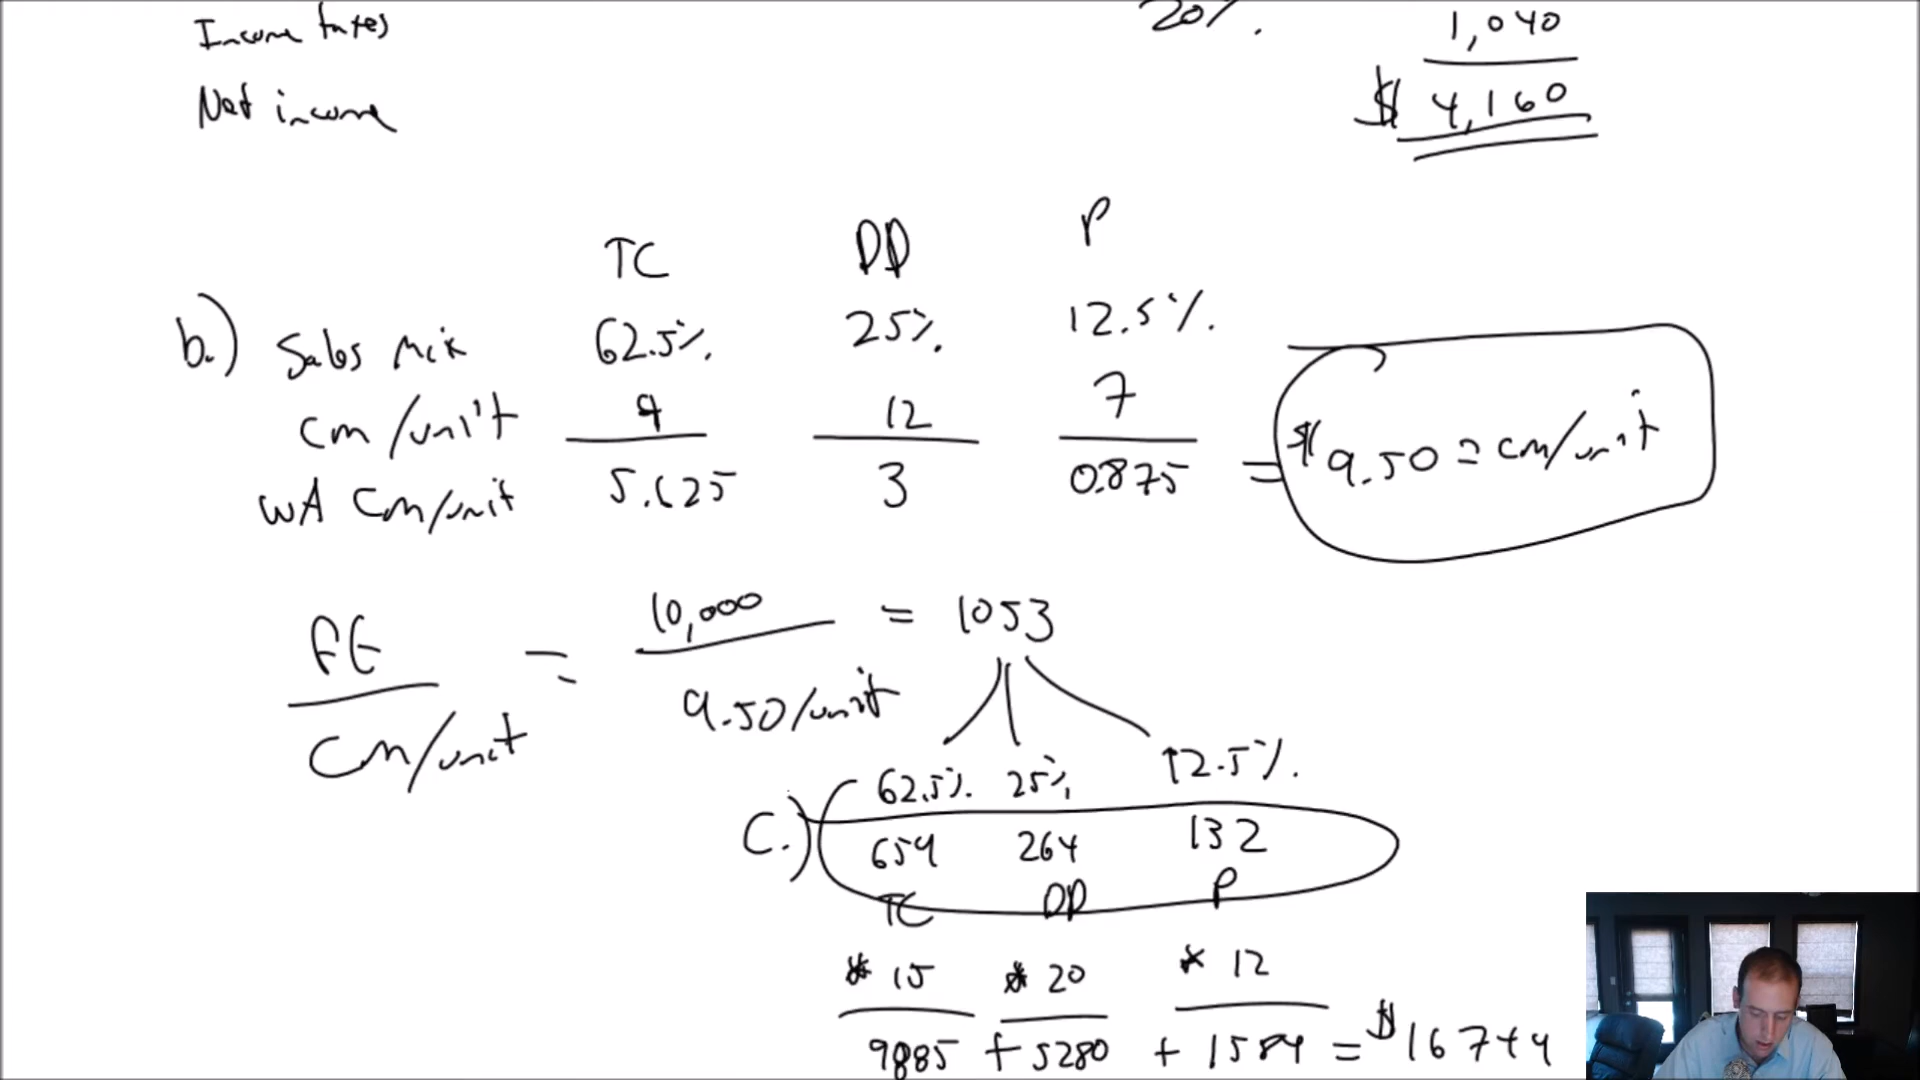 Income taxes 20%. 1,040
Net income $ 4,160
TC DD P
b.) Sales mix 62.5%. 25%. 12.5%.
cm/unit 9 12 7
WA cm/unit 5.625 3 0.875 = $9.50 = cm/unit
FE = 10,000 = 1053
cm/unit 9.50/unit
62.5%. 25% 12.5%.
C.) 659 264 132
TC DD P
* 15 * 20 * 12
9885 + 5280 + 1584 = $16749